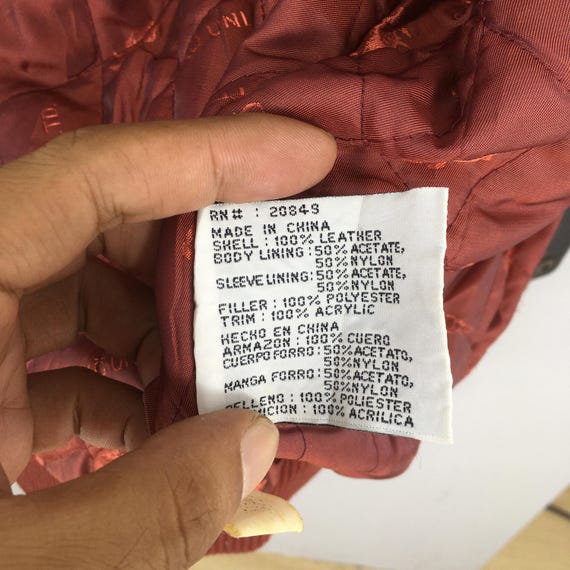 RN# : 20849
MADE IN CHINA
SHELL : 100% LEATHER
BODY LINING : 50% ACETATE,
50% NYLON
SLEEVE LINING : 50% ACETATE,
50% NYLON
FILLER : 100% POLYESTER
TRIM : 100% ACRYLIC
HECHO EN CHINA
ARMAZON : 100% CUERO
CUERPO FORRO : 50% ACETATO,
50% NYLON
MANGA FORRO : 50% ACETATO,
50% NYLON
: 100% POLIESTER
: 100% ACRILICA